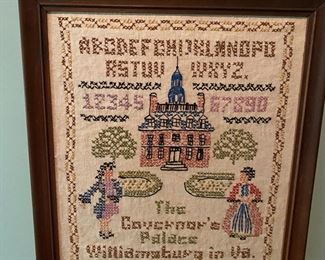 ABCDEFGHIJKLMNOPQ
RSTUV WXYZ.
12345 67890
The
Governor's
Palace
Williamsburg in Va.